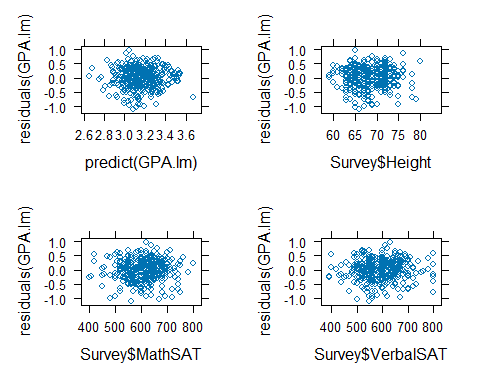 residuals(GPA.lm)
1.0
0.5
0.0
-0.5
-1.0
2.6 2.8 3.0 3.2 3.4 3.6
predict(GPA.lm)
residuals(GPA.lm)
1.0
0.5
0.0
-0.5
-1.0
60 65 70 75 80
Survey$Height
residuals(GPA.lm)
1.0
0.5
0.0
-0.5
-1.0
400 500 600 700 800
Survey$MathSAT
residuals(GPA.lm)
1.0
0.5
0.0
-0.5
-1.0
400 500 600 700 800
Survey$VerbalSAT